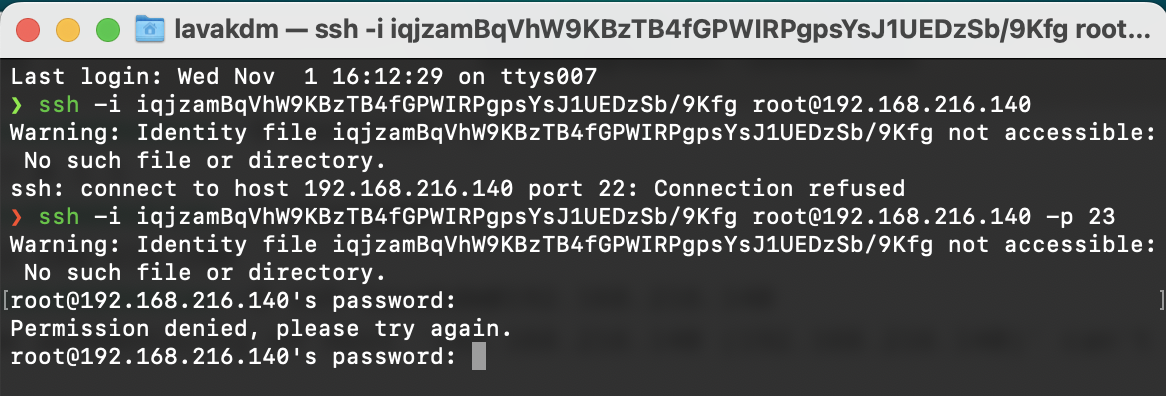 lavakdm — ssh -i iqjzamBqVhW9KBzTB4fGPWIRPgpsYsJ1UEDzSb/9Kfg root...
Last login: Wed Nov  1 16:12:29 on ttys007
❯ ssh -i iqjzamBqVhW9KBzTB4fGPWIRPgpsYsJ1UEDzSb/9Kfg root@192.168.216.140
Warning: Identity file iqjzamBqVhW9KBzTB4fGPWIRPgpsYsJ1UEDzSb/9Kfg not accessible:
 No such file or directory.
ssh: connect to host 192.168.216.140 port 22: Connection refused
❯ ssh -i iqjzamBqVhW9KBzTB4fGPWIRPgpsYsJ1UEDzSb/9Kfg root@192.168.216.140 -p 23
Warning: Identity file iqjzamBqVhW9KBzTB4fGPWIRPgpsYsJ1UEDzSb/9Kfg not accessible:
 No such file or directory.
[root@192.168.216.140's password: ]
Permission denied, please try again.
root@192.168.216.140's password: